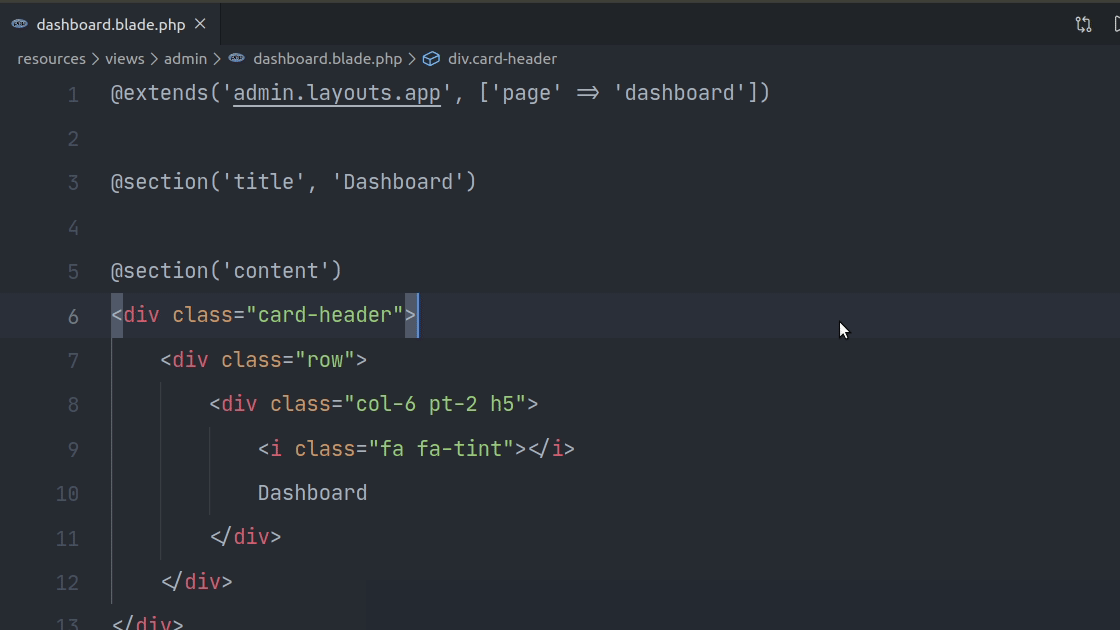 dashboard.blade.php
resources > views > admin > dashboard.blade.php > div.card-header
1 @extends('admin.layouts.app', ['page' => 'dashboard'])
2
3 @section('title', 'Dashboard')
4
5 @section('content')
6 <div class="card-header">
7 <div class="row">
8 <div class="col-6 pt-2 h5">
9 <i class="fa fa-tint"></i>
10 Dashboard
11 </div>
12 </div>
13 </div>